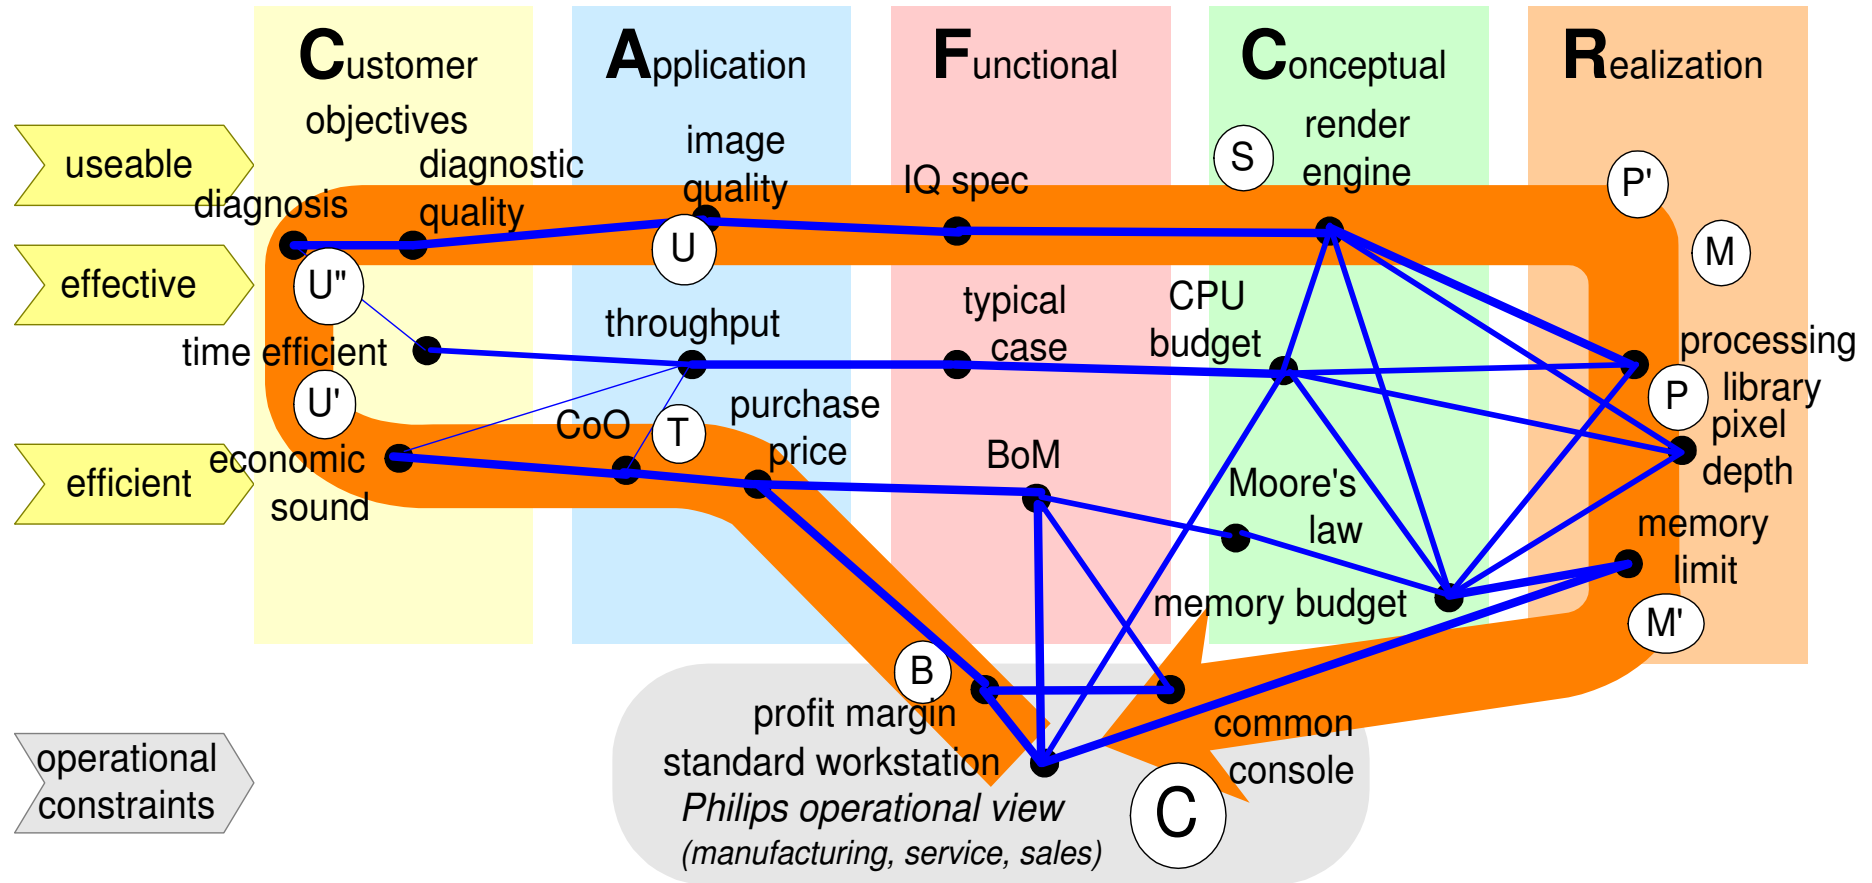 Customer
objectives
Application
Functional
Conceptual
Realization
useable
effective
efficient
operational
constraints
diagnosis
diagnostic
quality
image
quality
IQ spec
S
render
engine
P'
M
U"
U
time efficient
throughput
typical
case
CPU
budget
processing
library
P
pixel
depth
U'
economic
sound
CoO
T
purchase
price
BoM
Moore's
law
memory
limit
memory budget
M'
B
profit margin
standard workstation
common
console
C
Philips operational view
(manufacturing, service, sales)